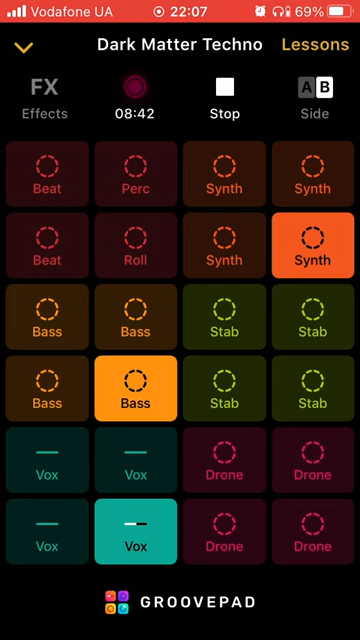 Vodafone UA 22:07 69%
Dark Matter Techno Lessons
FX A B
Effects 08:42 Stop Side
Beat Perc Synth Synth
Beat Roll Synth Synth
Bass Bass Stab Stab
Bass Bass Stab Stab
Vox Vox Drone Drone
Vox Vox Drone Drone
GROOVEPAD